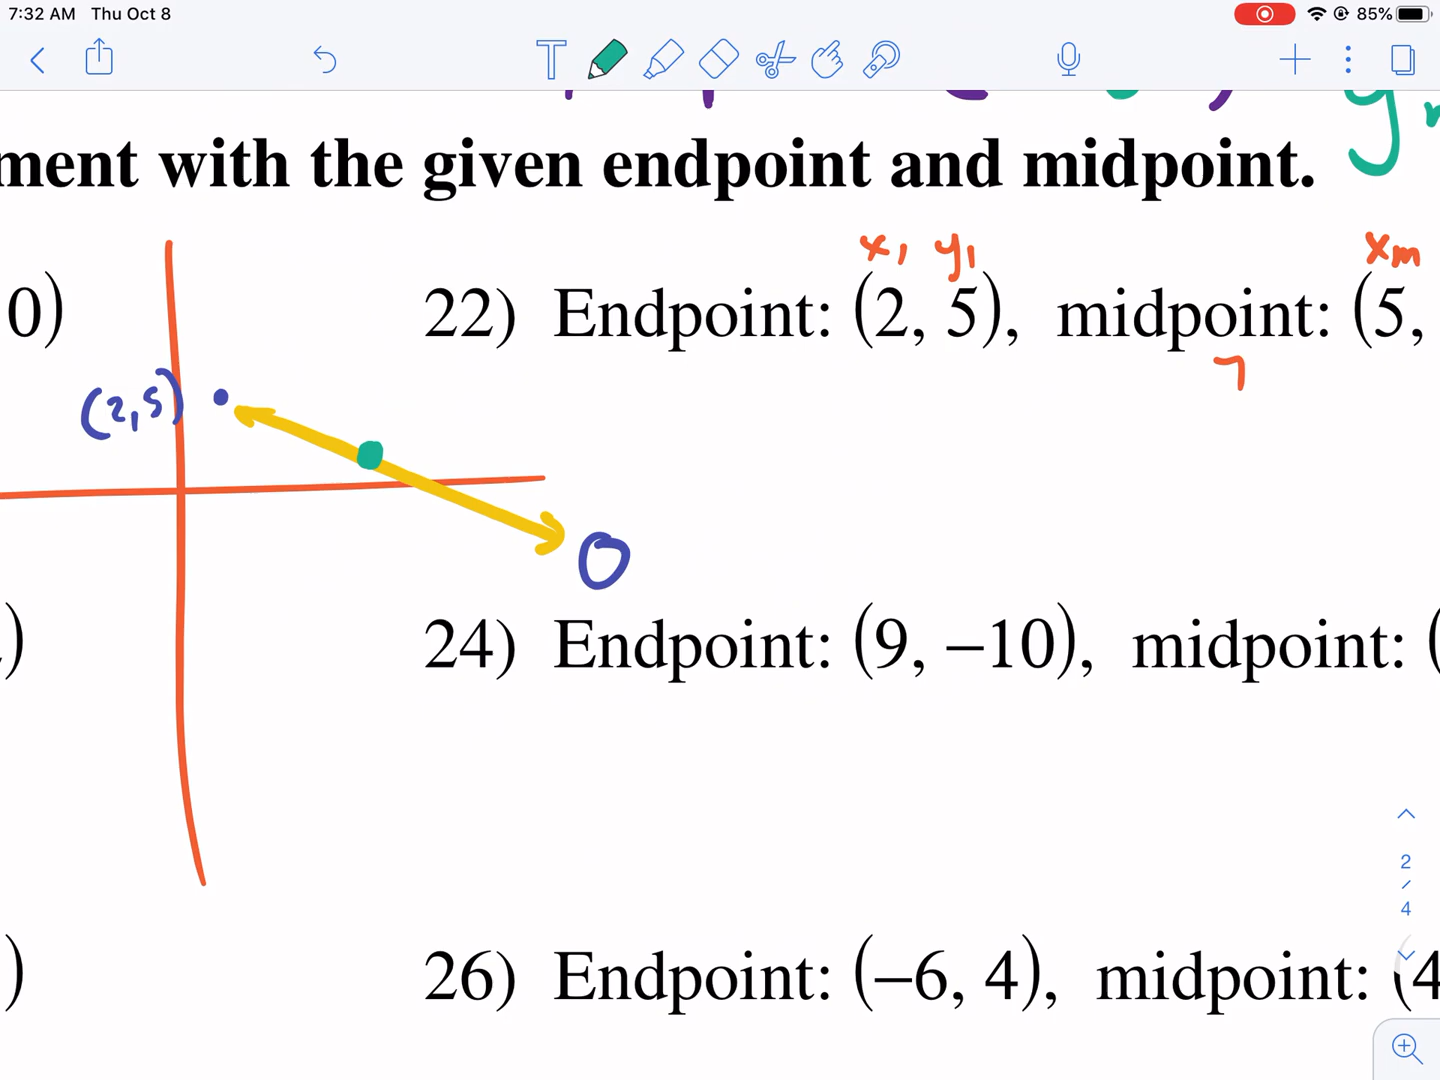 7:32 AM Thu Oct 8 85%
T
ment with the given endpoint and midpoint.
x₁ y₁ xₘ
0) 22) Endpoint: (2, 5), midpoint: (5,
(2,5)
24) Endpoint: (9, −10), midpoint: (
2
/
4
) 26) Endpoint: (−6, 4), midpoint: (4